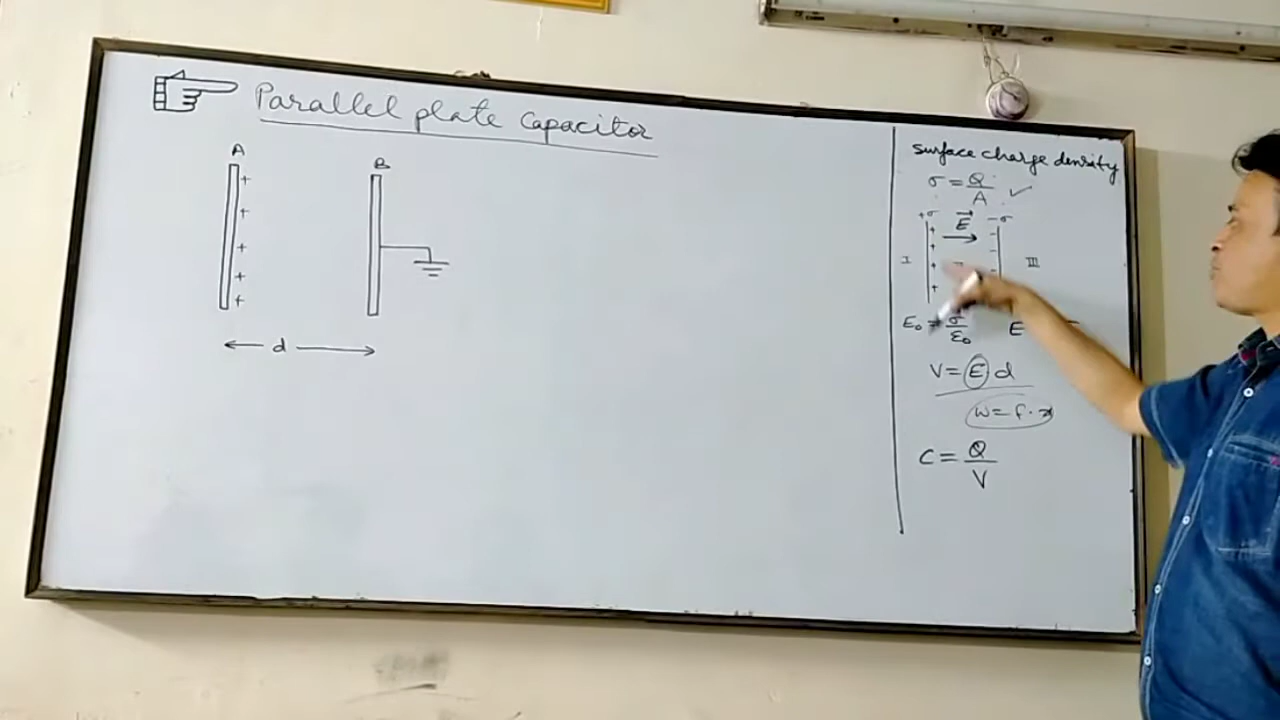 Parallel plate Capacitor
A
B
+
+
+
+
+
d
Surface charge density
σ = Q/A ✓
+σ E⃗ -σ
I
III
E₀ = σ/ε₀
E
V = E d
W = F · x
C = Q/V